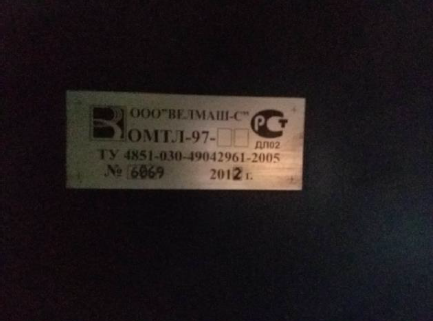 ООО"ВЕЛМАШ-С"
ОМТЛ-97-
РСТ
ДЛ02
ТУ 4851-030-49042961-2005
№ 6069 2012 г.